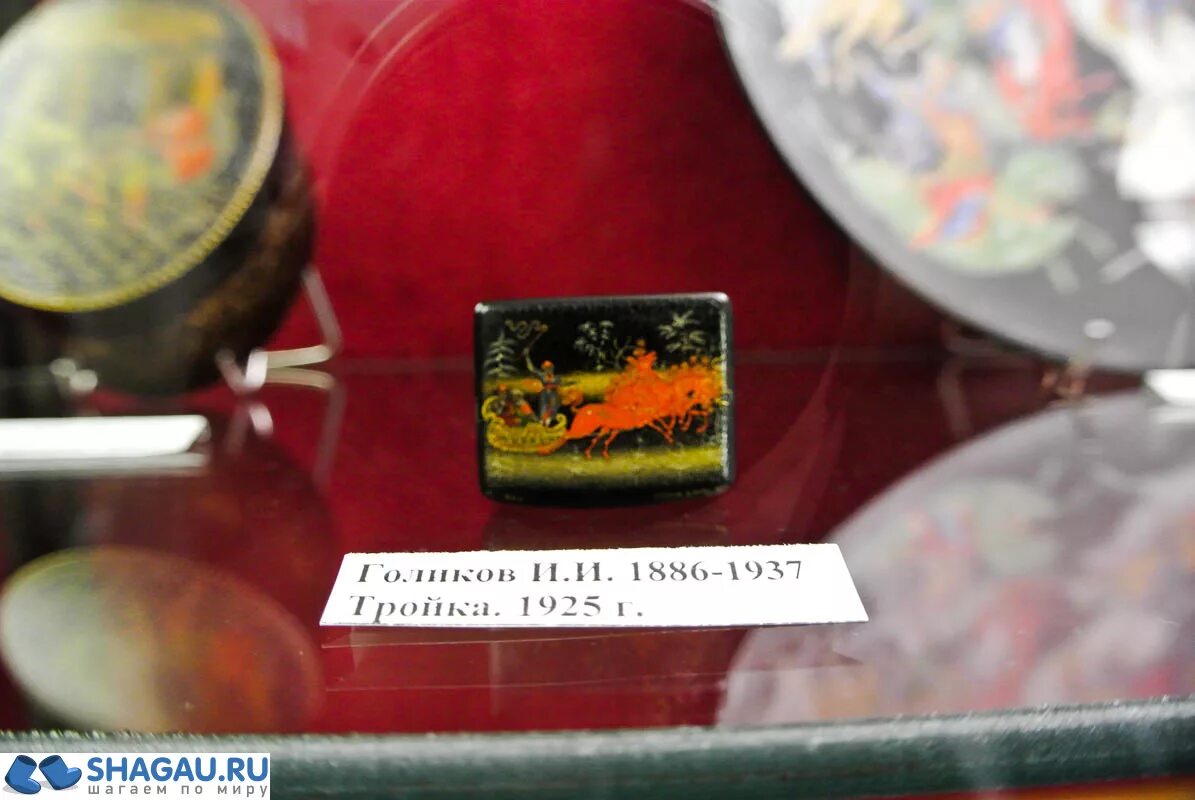 Голиков И.И. 1886-1937
Тройка. 1925 г.
SHAGAU.RU
шагаем по миру